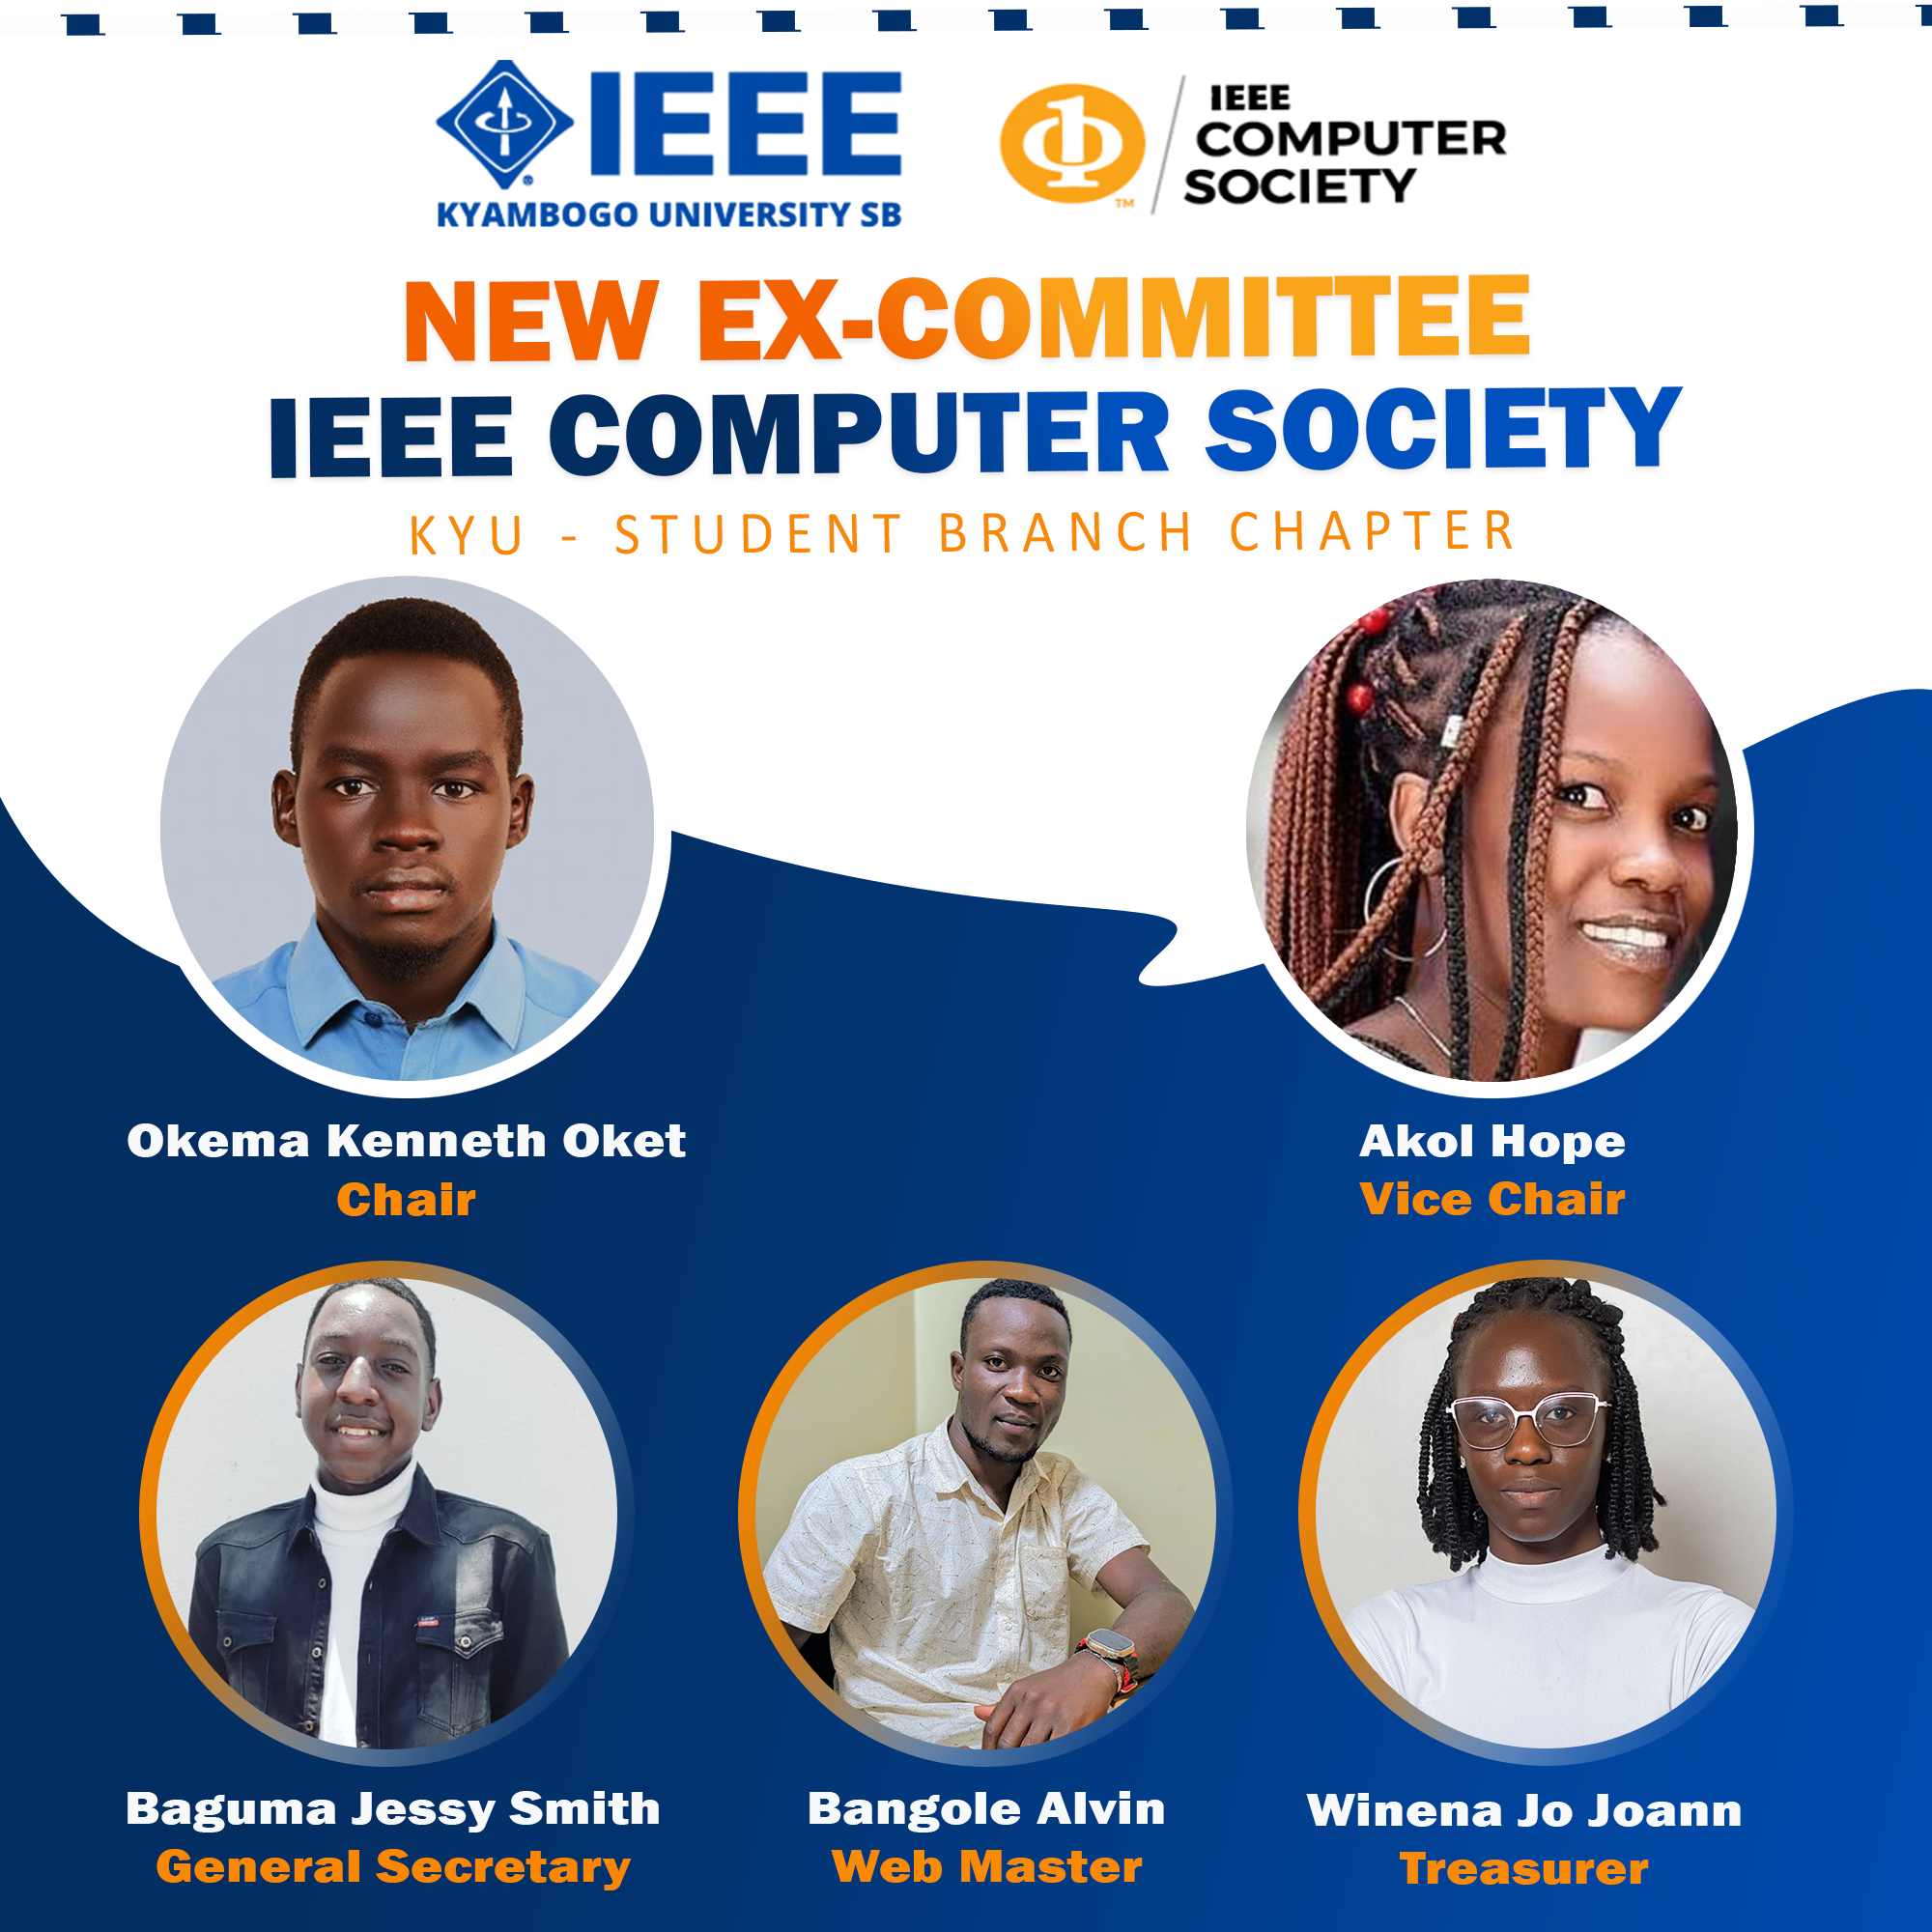 IEEE
KYAMBOGO UNIVERSITY SB
IEEE
COMPUTER
SOCIETY
TM
NEW EX-COMMITTEE
IEEE COMPUTER SOCIETY
KYU - STUDENT BRANCH CHAPTER
Okema Kenneth Oket
Chair
Akol Hope
Vice Chair
Baguma Jessy Smith
General Secretary
Bangole Alvin
Web Master
Winena Jo Joann
Treasurer